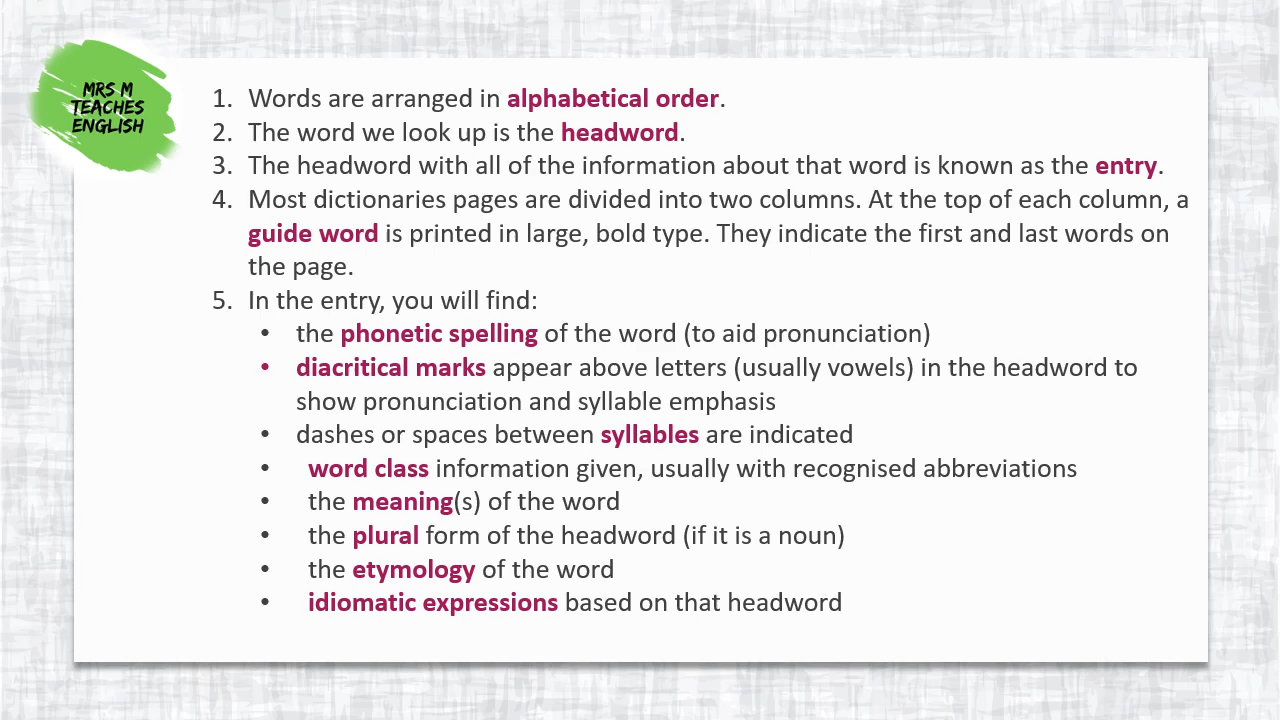 MRS M
TEACHES
ENGLISH
1. Words are arranged in alphabetical order.
2. The word we look up is the headword.
3. The headword with all of the information about that word is known as the entry.
4. Most dictionaries pages are divided into two columns. At the top of each column, a
guide word is printed in large, bold type. They indicate the first and last words on
the page.
5. In the entry, you will find:
• the phonetic spelling of the word (to aid pronunciation)
• diacritical marks appear above letters (usually vowels) in the headword to
show pronunciation and syllable emphasis
• dashes or spaces between syllables are indicated
• word class information given, usually with recognised abbreviations
• the meaning(s) of the word
• the plural form of the headword (if it is a noun)
• the etymology of the word
• idiomatic expressions based on that headword